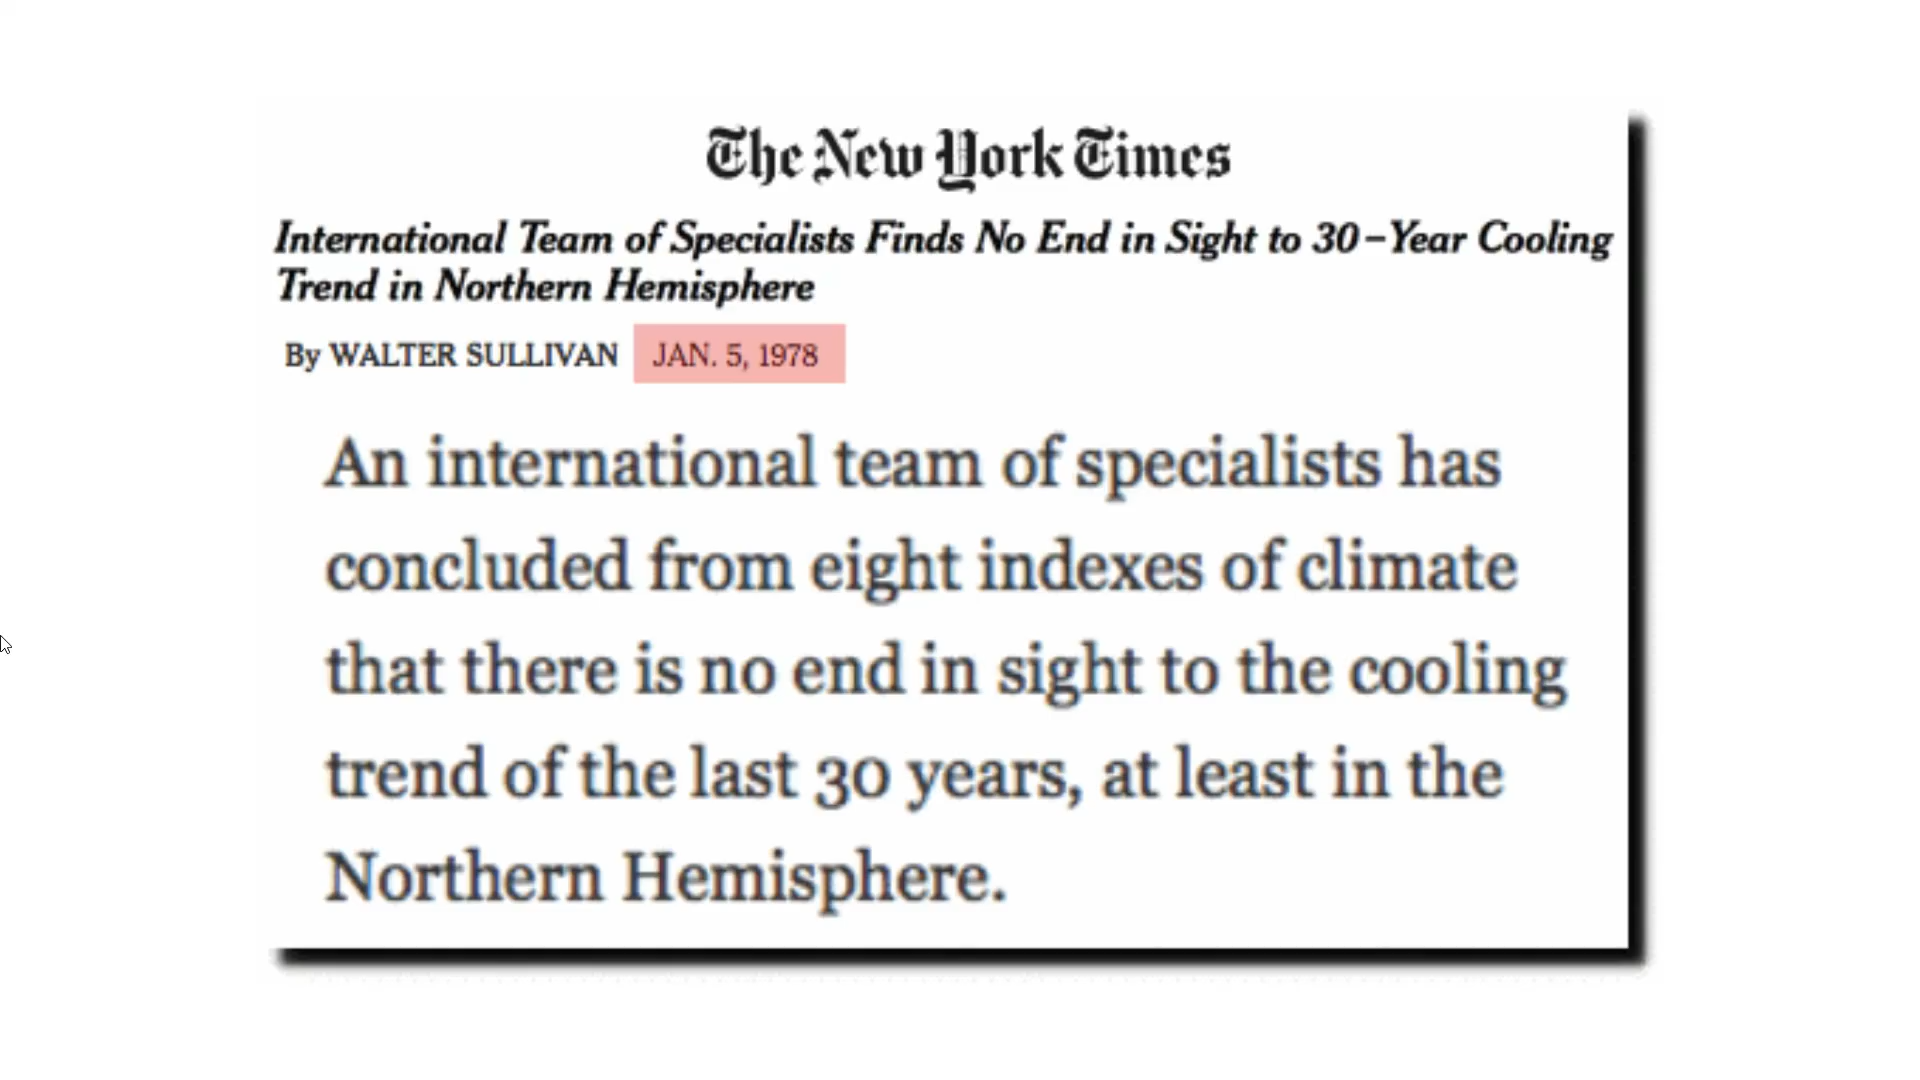 The New York Times
International Team of Specialists Finds No End in Sight to 30-Year Cooling
Trend in Northern Hemisphere
By WALTER SULLIVAN JAN. 5, 1978
An international team of specialists has
concluded from eight indexes of climate
that there is no end in sight to the cooling
trend of the last 30 years, at least in the
Northern Hemisphere.